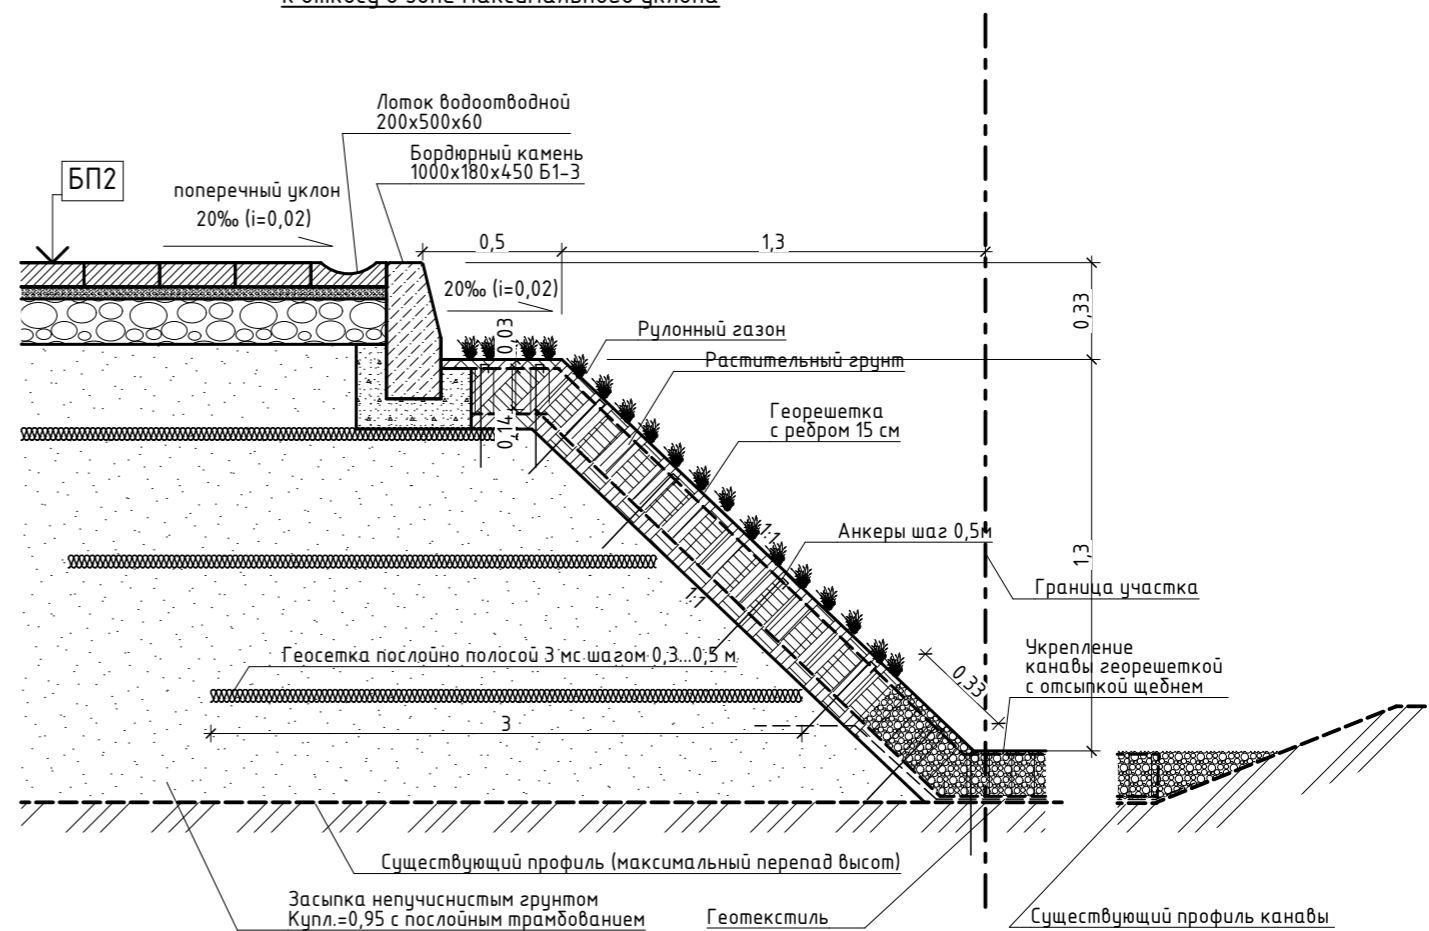 к откосу в зоне максимального уклона
Лоток водоотводной
200х500х60
Бордюрный камень
1000х180х450 Б1-3
БП2
поперечный уклон
20‰ (i=0,02)
0,5
1,3
20‰ (i=0,02)
0,33
0,03
Рулонный газон
Растительный грунт
Георешетка
с ребром 15 см
0,14
1:1
Анкеры шаг 0,5м
1,3
1:1
Граница участка
Геосетка послойно полосой 3 мс шагом 0,3...0,5 м
Укрепление
канавы георешеткой
с отсыпкой щебнем
0,33
3
Существующий профиль (максимальный перепад высот)
Засыпка непучинистым грунтом
Купл.=0,95 с послойным трамбованием
Геотекстиль
Существующий профиль канавы